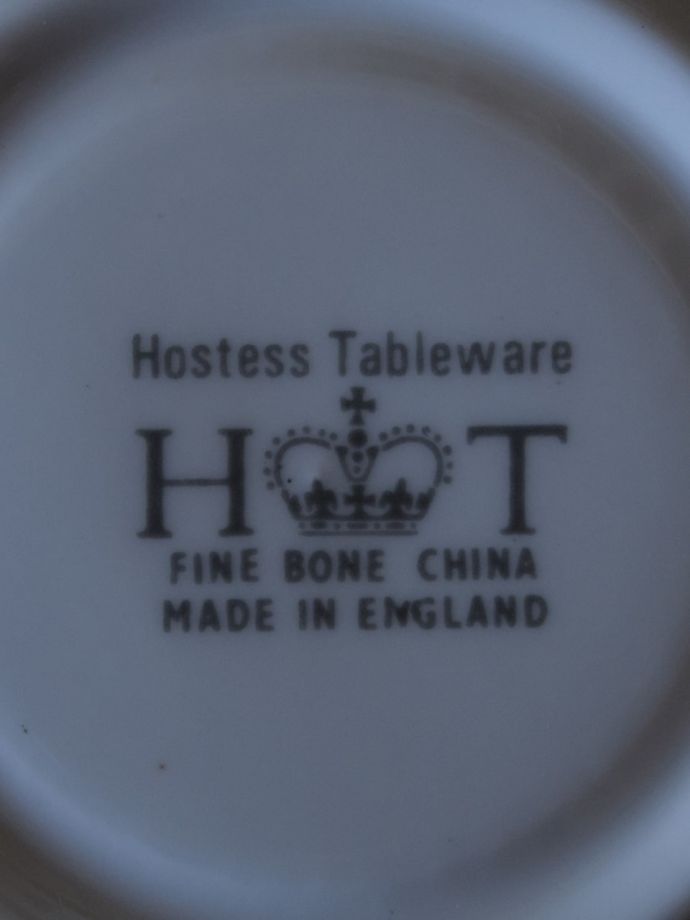 Hostess Tableware
H T
FINE BONE CHINA
MADE IN ENGLAND